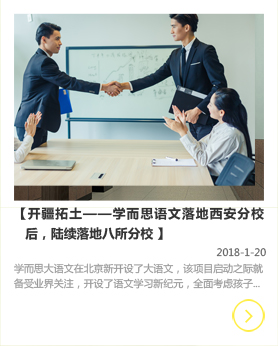 【开疆拓土——学而思语文落地西安分校
后，陆续落地八所分校 】
2018-1-20
学而思大语文在北京新开设了大语文，该项目启动之际就
备受业界关注，开设了语文学习新纪元，全面考虑孩子...